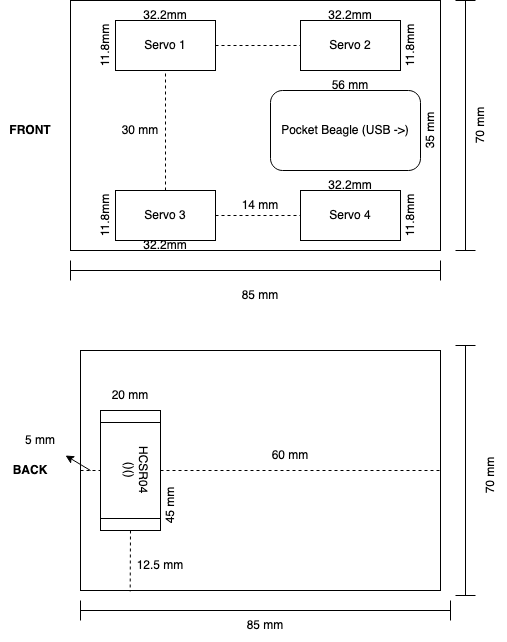 32.2mm
32.2mm
11.8mm
Servo 1
Servo 2
11.8mm
56 mm
FRONT
30 mm
Pocket Beagle (USB ->)
35 mm
70 mm
32.2mm
11.8mm
Servo 3
14 mm
Servo 4
11.8mm
32.2mm
85 mm
20 mm
5 mm
BACK
HCSR04
()()
60 mm
45 mm
70 mm
12.5 mm
85 mm